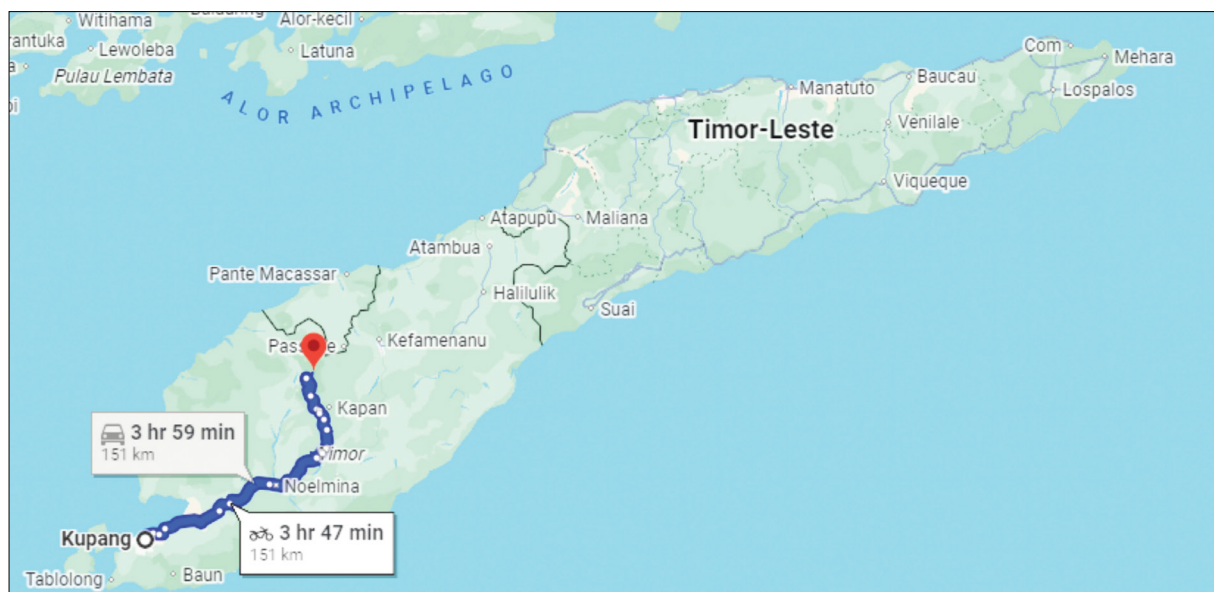 Witihama
Alor-kecil
Lewoleba
Latuna
Pulau Lembata
ALOR ARCHIPELAGO
Com
Mehara
Baucau
Manatuto
Lospalos
Timor-Leste
Venilale
Viqueque
Atapupu
Maliana
Atambua
Pante Macassar
Halilulik
Suai
Kefamenanu
Kapan
3 hr 59 min
151 km
Noelmina
Kupang
3 hr 47 min
151 km
Tablolong
Baun